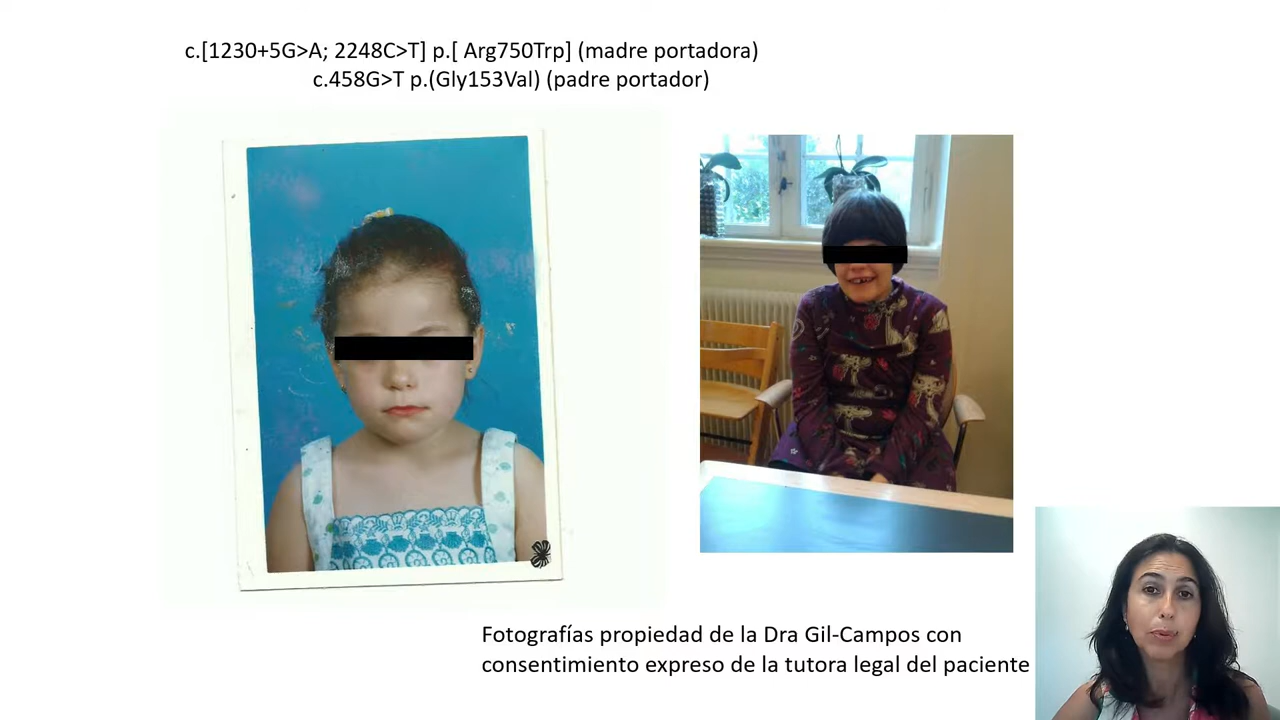 c.[1230+5G>A; 2248C>T] p.[ Arg750Trp] (madre portadora)
c.458G>T p.(Gly153Val) (padre portador)
Fotografías propiedad de la Dra Gil-Campos con
consentimiento expreso de la tutora legal del paciente